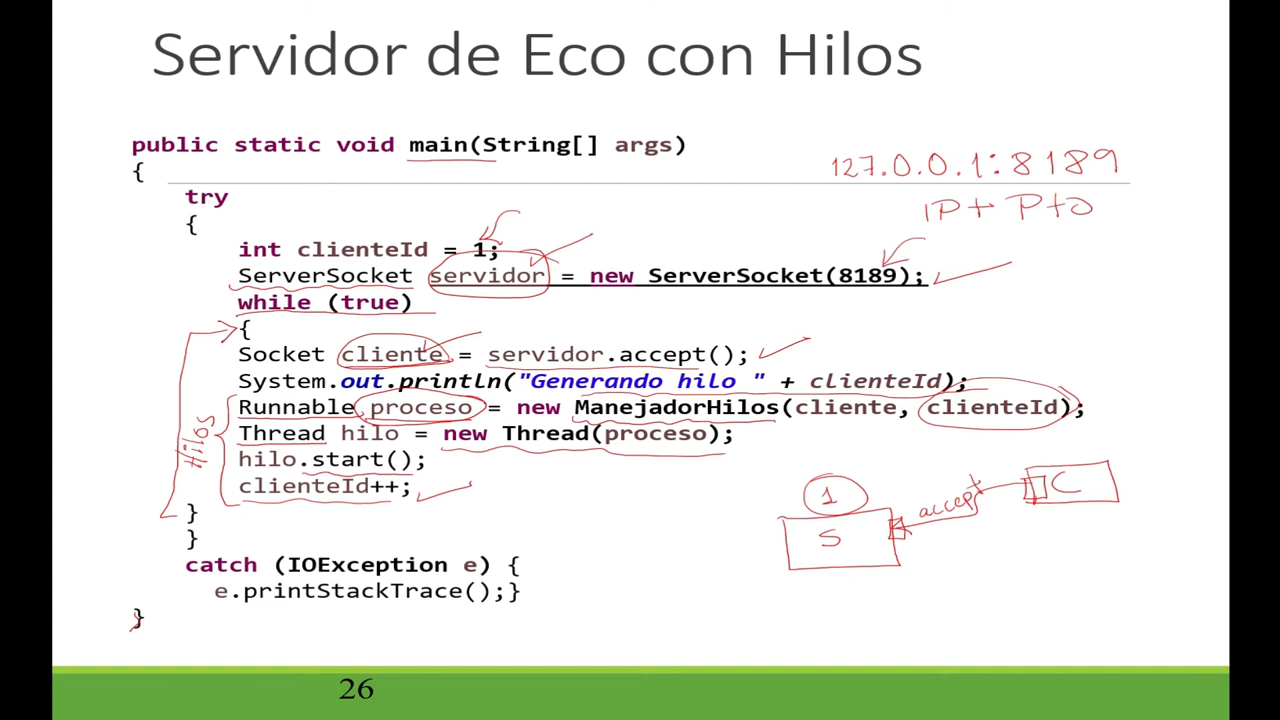 Servidor de Eco con Hilos
public static void main(String[] args)
{
127.0.0.1:8189
try
IP + Pto
{
int clienteId = 1;
ServerSocket servidor = new ServerSocket(8189);
while (true)
{
Socket cliente = servidor.accept();
System.out.println("Generando hilo " + clienteId);
Runnable proceso = new ManejadorHilos(cliente, clienteId);
Thread hilo = new Thread(proceso);
Hilos
hilo.start();
clienteId++;
1
accept
C
}
S
}
catch (IOException e) {
e.printStackTrace();}
}
26